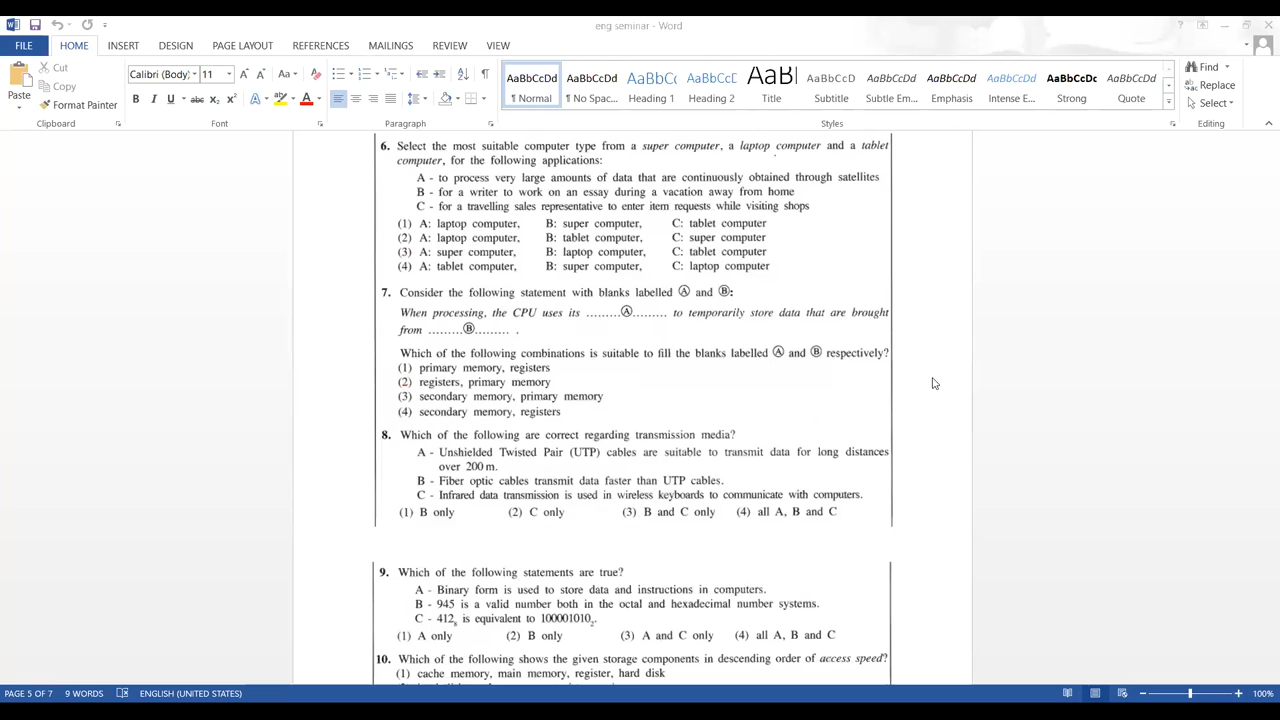 eng seminar - Word
FILE HOME INSERT DESIGN PAGE LAYOUT REFERENCES MAILINGS REVIEW VIEW
Paste
Cut
Copy
Format Painter
Calibri (Body) 11
AaBbCcDd AaBbCcDd AaBbCc AaBbCcD AaBb AaBbCcD AaBbCcDd AaBbCcDd AaBbCcDd AaBbCcDc AaBbCcDd
¶ Normal ¶ No Spac... Heading 1 Heading 2 Title Subtitle Subtle Em... Emphasis Intense E... Strong Quote
Find
Replace
Select
Clipboard Font Paragraph Styles Editing
6. Select the most suitable computer type from a super computer, a laptop computer and a tablet
computer, for the following applications:
A - to process very large amounts of data that are continuously obtained through satellites
B - for a writer to work on an essay during a vacation away from home
C - for a travelling sales representative to enter item requests while visiting shops
(1) A: laptop computer, B: super computer, C: tablet computer
(2) A: laptop computer, B: tablet computer, C: super computer
(3) A: super computer, B: laptop computer, C: tablet computer
(4) A: tablet computer, B: super computer, C: laptop computer
7. Consider the following statement with blanks labelled Ⓐ and Ⓑ:
When processing, the CPU uses its .........Ⓐ......... to temporarily store data that are brought
from .........Ⓑ......... .
Which of the following combinations is suitable to fill the blanks labelled Ⓐ and Ⓑ respectively?
(1) primary memory, registers
(2) registers, primary memory
(3) secondary memory, primary memory
(4) secondary memory, registers
8. Which of the following are correct regarding transmission media?
A - Unshielded Twisted Pair (UTP) cables are suitable to transmit data for long distances
over 200 m.
B - Fiber optic cables transmit data faster than UTP cables.
C - Infrared data transmission is used in wireless keyboards to communicate with computers.
(1) B only (2) C only (3) B and C only (4) all A, B and C
9. Which of the following statements are true?
A - Binary form is used to store data and instructions in computers.
B - 945 is a valid number both in the octal and hexadecimal number systems.
C - 412₈ is equivalent to 100001010₂.
(1) A only (2) B only (3) A and C only (4) all A, B and C
10. Which of the following shows the given storage components in descending order of access speed?
(1) cache memory, main memory, register, hard disk
PAGE 5 OF 7 9 WORDS ENGLISH (UNITED STATES) 100%